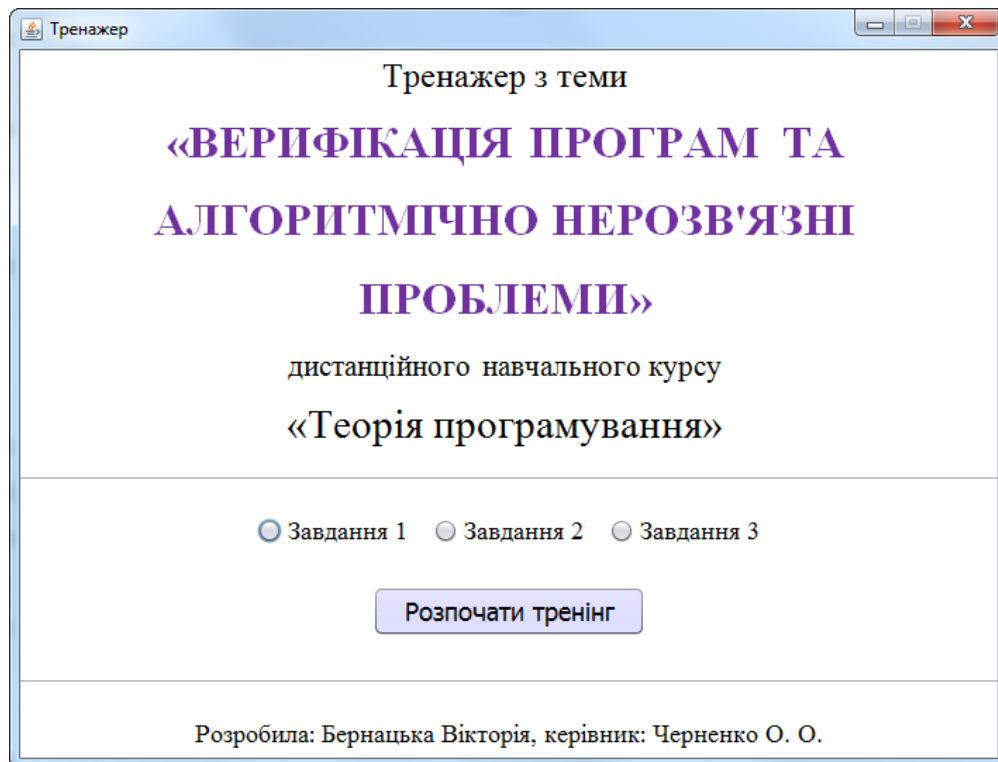 Тренажер
Тренажер з теми
«ВЕРИФІКАЦІЯ ПРОГРАМ ТА
АЛГОРИТМІЧНО НЕРОЗВ'ЯЗНІ
ПРОБЛЕМИ»
дистанційного навчального курсу
«Теорія програмування»
Завдання 1 Завдання 2 Завдання 3
Розпочати тренінг
Розробила: Бернацька Вікторія, керівник: Черненко О. О.